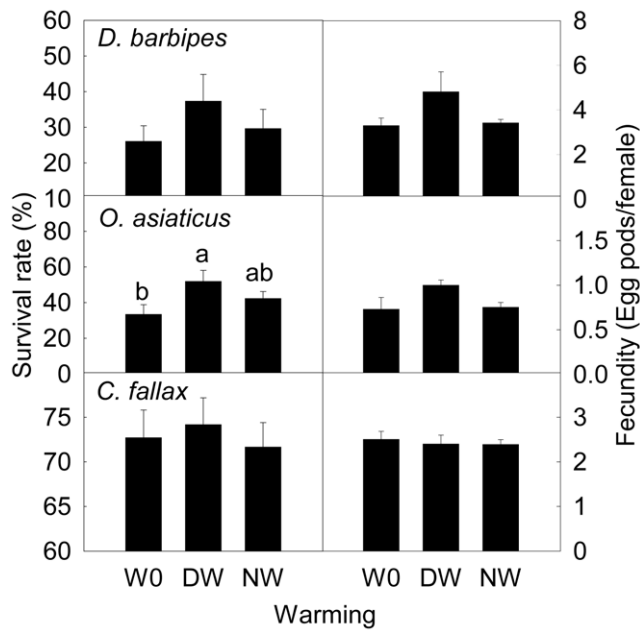 Survival rate (%)
60
50
40
30
20
10
D. barbipes
8
6
4
2
0
80
60
40
20
0
O. asiaticus
b
a
ab
1.5
1.0
0.5
0.0
75
70
65
60
C. fallax
3
2
1
0
Fecundity (Egg pods/female)
W0 DW NW W0 DW NW
Warming